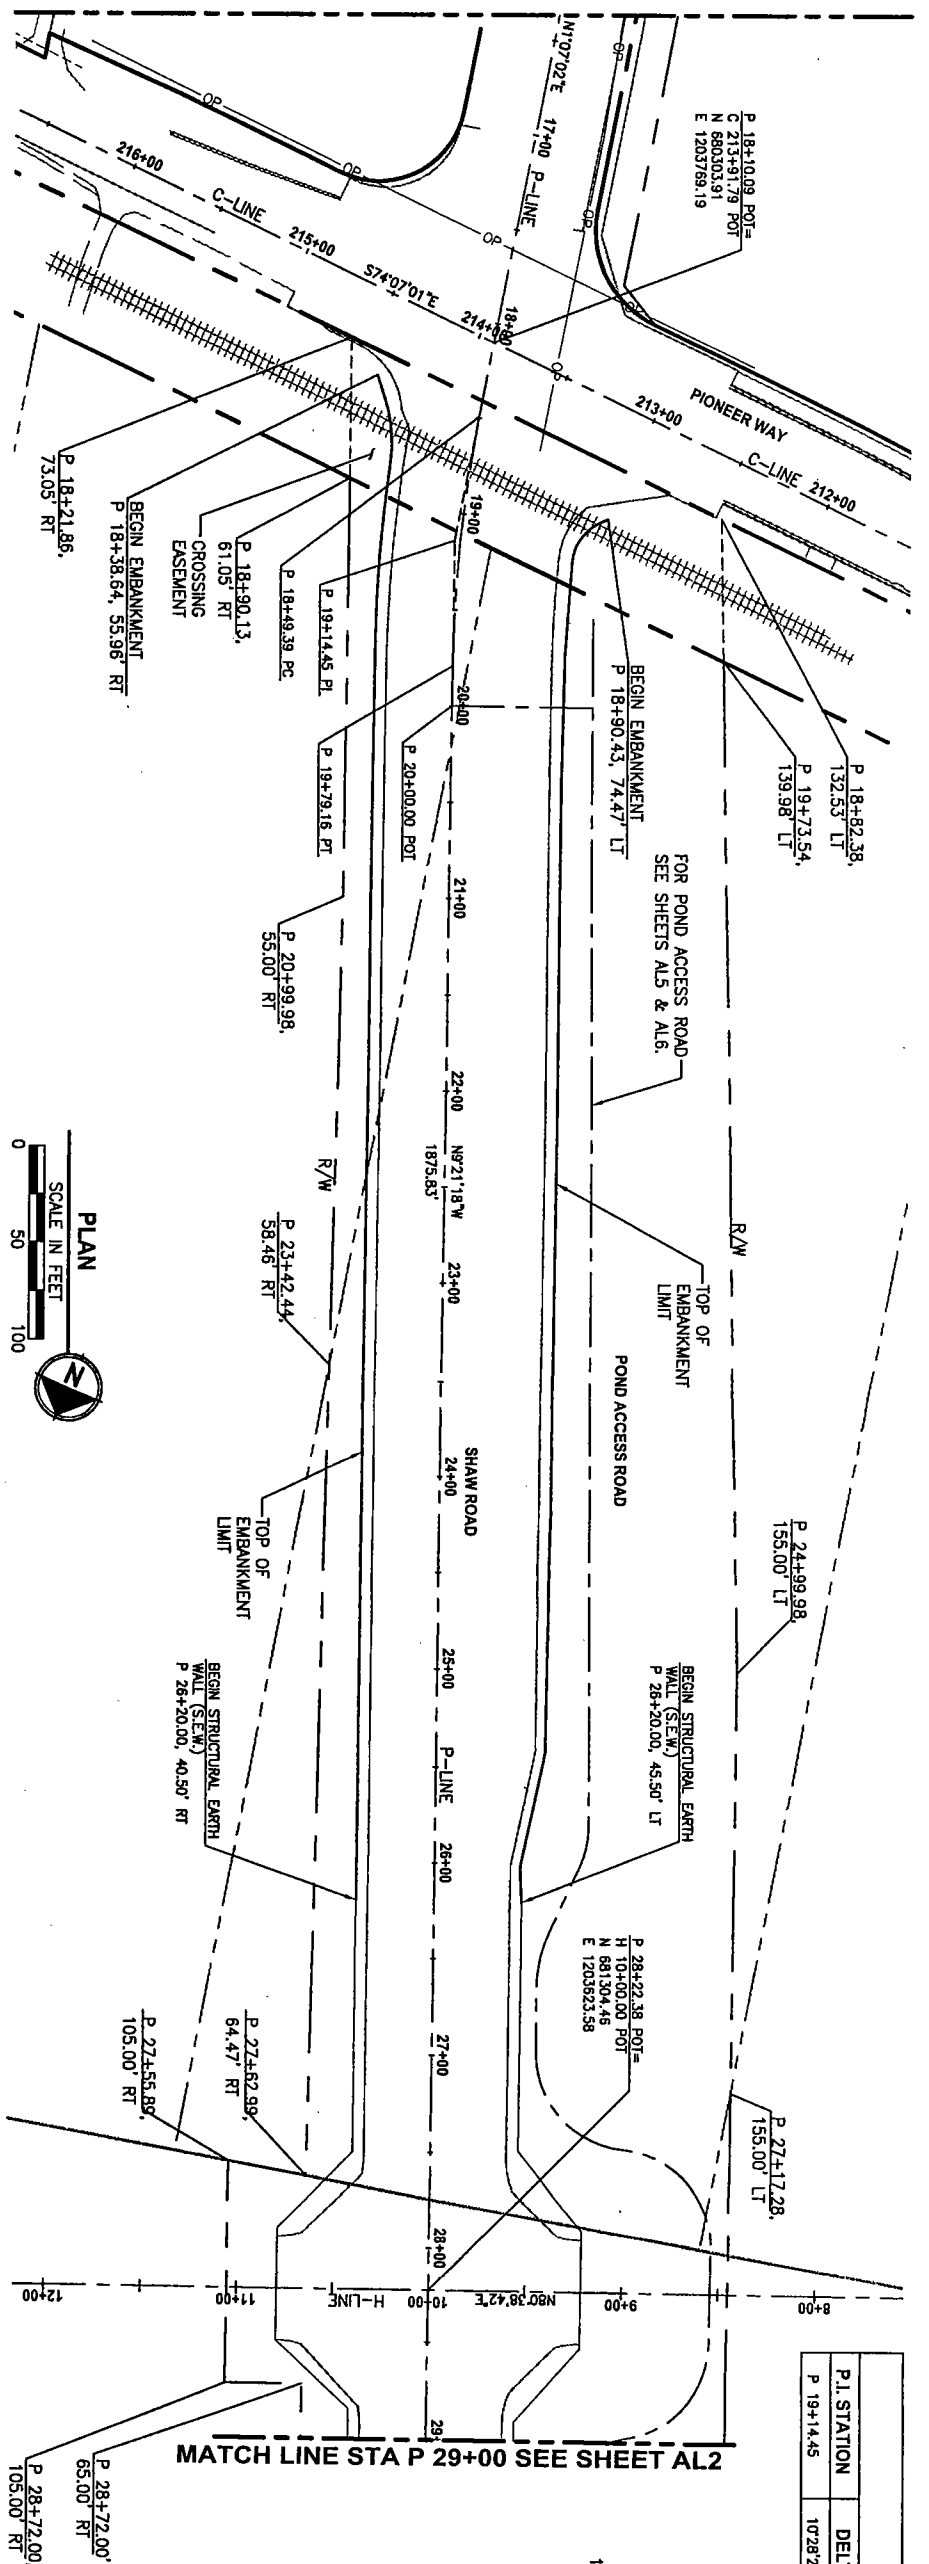 N1°07'02"E
17+00
P-LINE
OP
OP
OP
OP
OP
OP
OP
P 18+10.09 POT=
C 213+91.79 POT
N 680303.91
E 1203769.19
216+00
C-LINE
215+00
S74°07'01"E
214+00
18+00
213+00
PIONEER WAY
C-LINE
212+00
19+00
P 18+21.86,
73.05' RT
BEGIN EMBANKMENT
P 18+38.64, 55.96' RT
CROSSING
EASEMENT
P 18+90.13,
61.05' RT
P 18+49.39 PC
P 19+14.45 PI
P 19+79.16 PT
P 20+00.00 POT
20+00
BEGIN EMBANKMENT
P 18+90.43, 74.47' LT
P 18+82.38,
132.53' LT
P 19+73.54,
139.98' LT
FOR POND ACCESS ROAD
SEE SHEETS AL5 & AL6.
21+00
P 20+99.98,
55.00' RT
22+00
N9°21'18"W
1875.83'
R/W
R/W
P 23+42.44,
58.46' RT
23+00
TOP OF
EMBANKMENT
LIMIT
POND ACCESS ROAD
SHAW ROAD
24+00
TOP OF
EMBANKMENT
LIMIT
P 24+99.98,
155.00' LT
25+00
P-LINE
26+00
BEGIN STRUCTURAL EARTH
WALL (S.E.W.)
P 26+20.00, 45.50' LT
BEGIN STRUCTURAL EARTH
WALL (S.E.W.)
P 26+20.00, 40.50' RT
P 28+22.38 POT=
H 10+00.00 POT
N 681304.46
E 1203623.58
27+00
P 27+17.28,
155.00' LT
P 27+62.99,
64.47' RT
P 27+55.89,
105.00' RT
28+00
12+00
11+00
H-LINE
10+00
N80°38'42"E
9+00
8+00
29+
MATCH LINE STA P 29+00 SEE SHEET AL2
P 28+72.00'
65.00' RT
P 28+72.00
105.00' RT
PLAN
SCALE IN FEET
0 50 100
N
P.I. STATION DEL
P 19+14.45 10°28'2